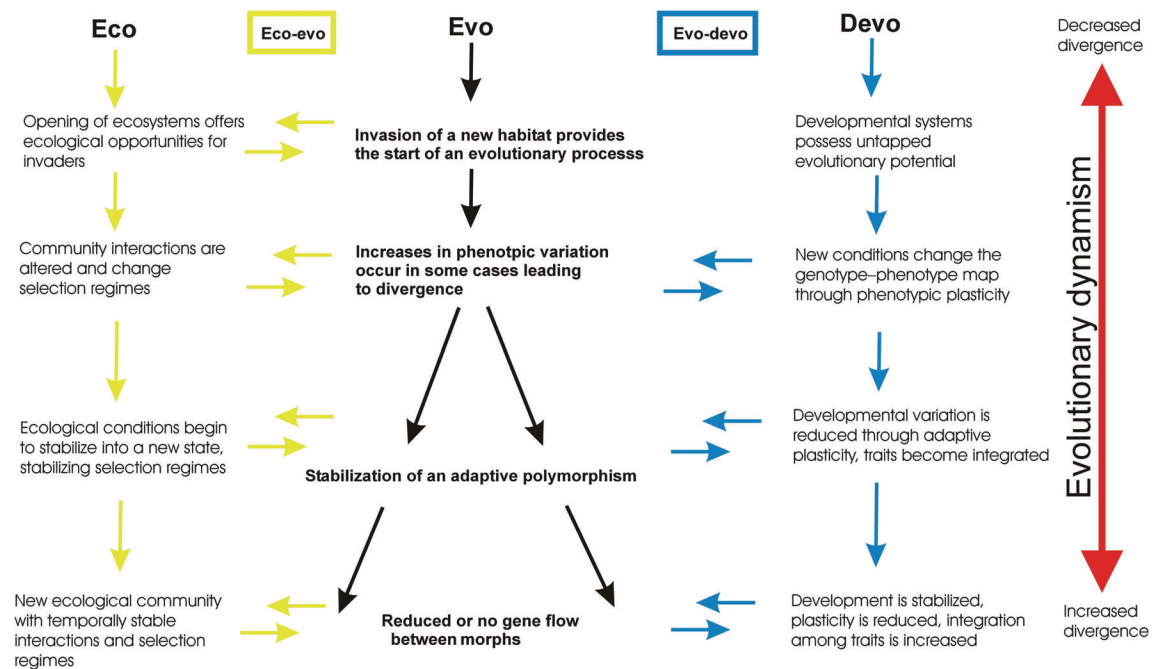 Eco
Eco-evo
Evo
Evo-devo
Devo
Decreased
divergence
Opening of ecosystems offers
ecological opportunities for
invaders
Invasion of a new habitat provides
the start of an evolutionary processs
Developmental systems
possess untapped
evolutionary potential
Community interactions are
altered and change
selection regimes
Increases in phenotpic variation
occur in some cases leading
to divergence
New conditions change the
genotype–phenotype map
through phenotypic plasticity
Evolutionary dynamism
Ecological conditions begin
to stabilize into a new state,
stabilizing selection regimes
Stabilization of an adaptive polymorphism
Developmental variation is
reduced through adaptive
plasticity, traits become integrated
New ecological community
with temporally stable
interactions and selection
regimes
Reduced or no gene flow
between morphs
Development is stabilized,
plasticity is reduced, integration
among traits is increased
Increased
divergence